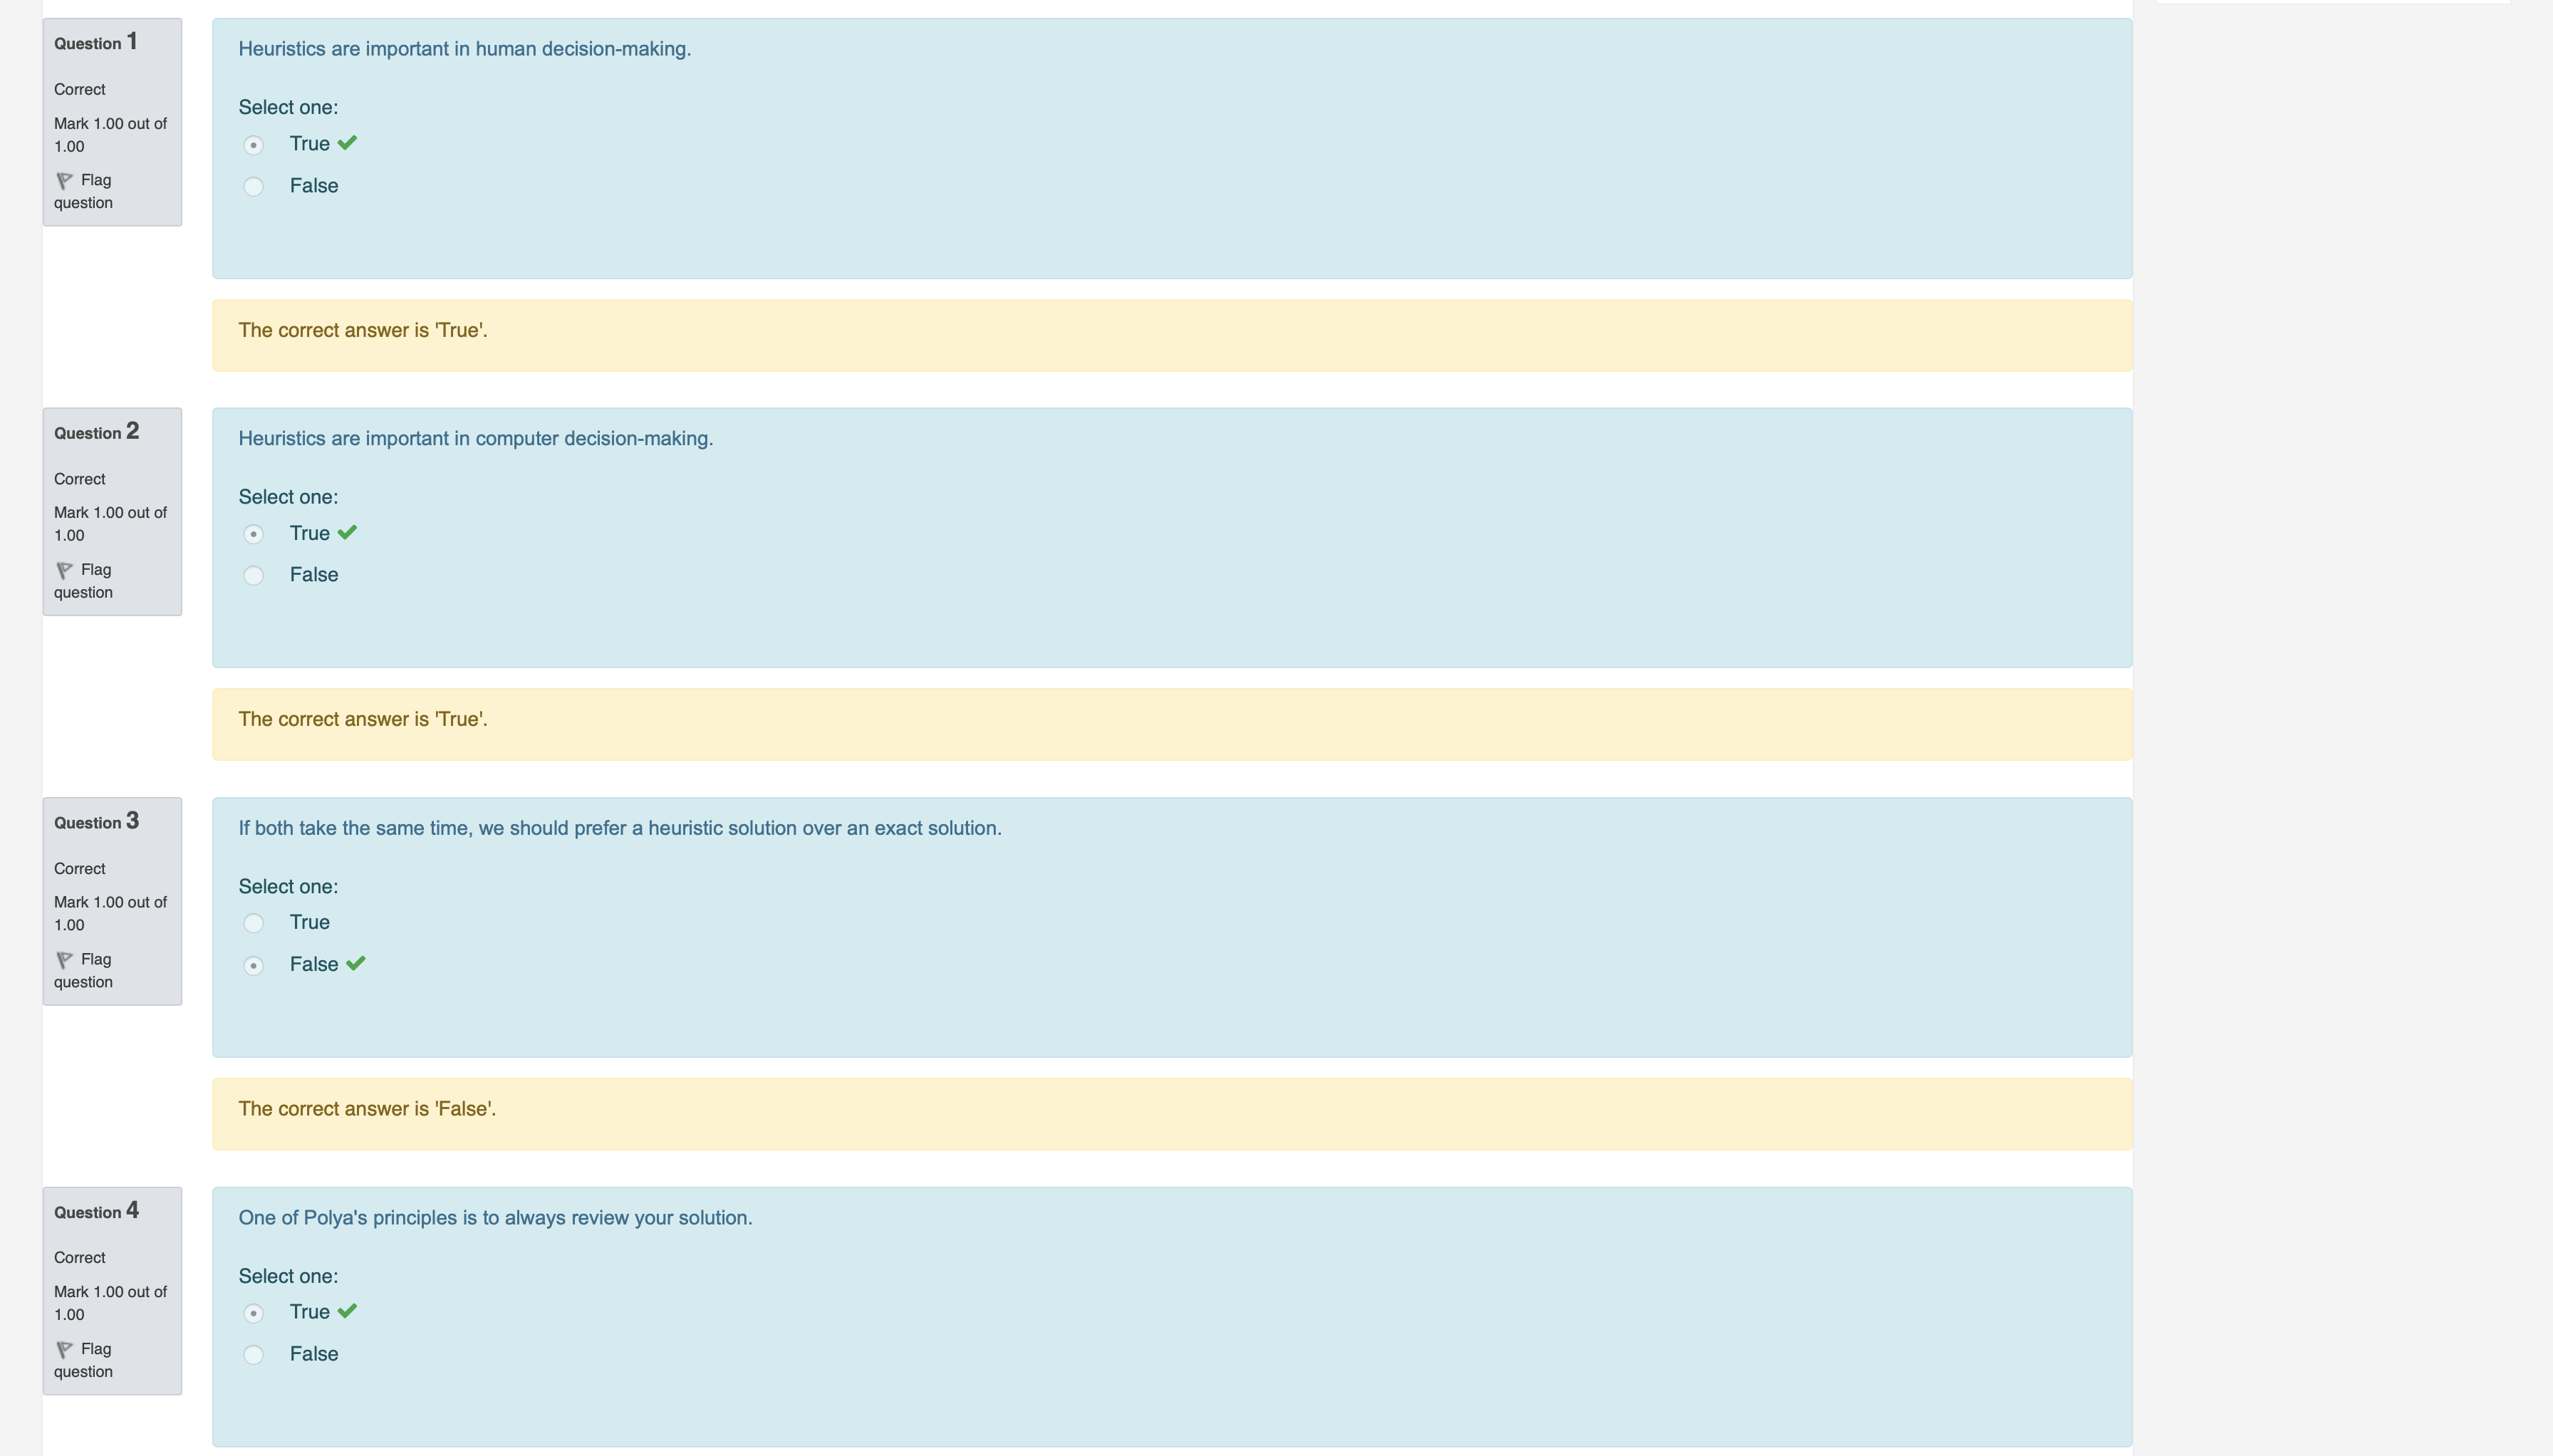 Question 1
Correct
Mark 1.00 out of
1.00
Flag
question
Heuristics are important in human decision-making.
Select one:
True
False
The correct answer is 'True'.
Question 2
Correct
Mark 1.00 out of
1.00
Flag
question
Heuristics are important in computer decision-making.
Select one:
True
False
The correct answer is 'True'.
Question 3
Correct
Mark 1.00 out of
1.00
Flag
question
If both take the same time, we should prefer a heuristic solution over an exact solution.
Select one:
True
False
The correct answer is 'False'.
Question 4
Correct
Mark 1.00 out of
1.00
Flag
question
One of Polya's principles is to always review your solution.
Select one:
True
False